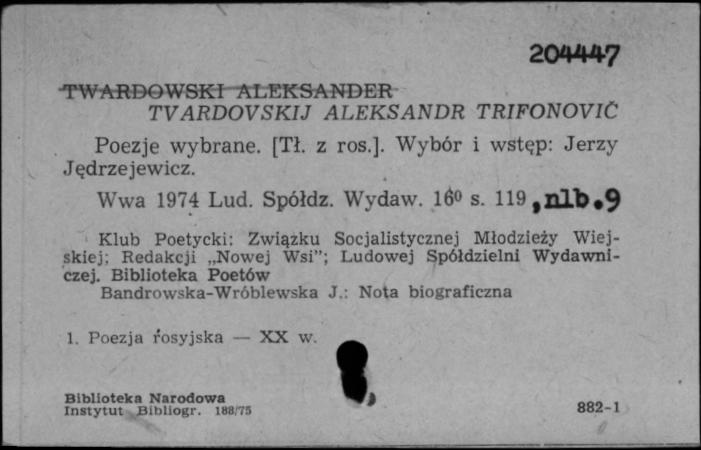 204447
TWARDOWSKI ALEKSANDER
TVARDOVSKIJ ALEKSANDR TRIFONOVIČ
Poezje wybrane. [Tł. z ros.]. Wybór i wstęp: Jerzy
Jędrzejewicz.
Wwa 1974 Lud. Spółdz. Wydaw. 16⁰ s. 119, nlb. 9
Klub Poetycki: Związku Socjalistycznej Młodzieży Wiej-
skiej; Redakcji „Nowej Wsi”; Ludowej Spółdzielni Wydawni-
czej. Biblioteka Poetów
Bandrowska-Wróblewska J.: Nota biograficzna
1. Poezja rosyjska — XX w.
Biblioteka Narodowa
Instytut Bibliogr. 188/75
882-1